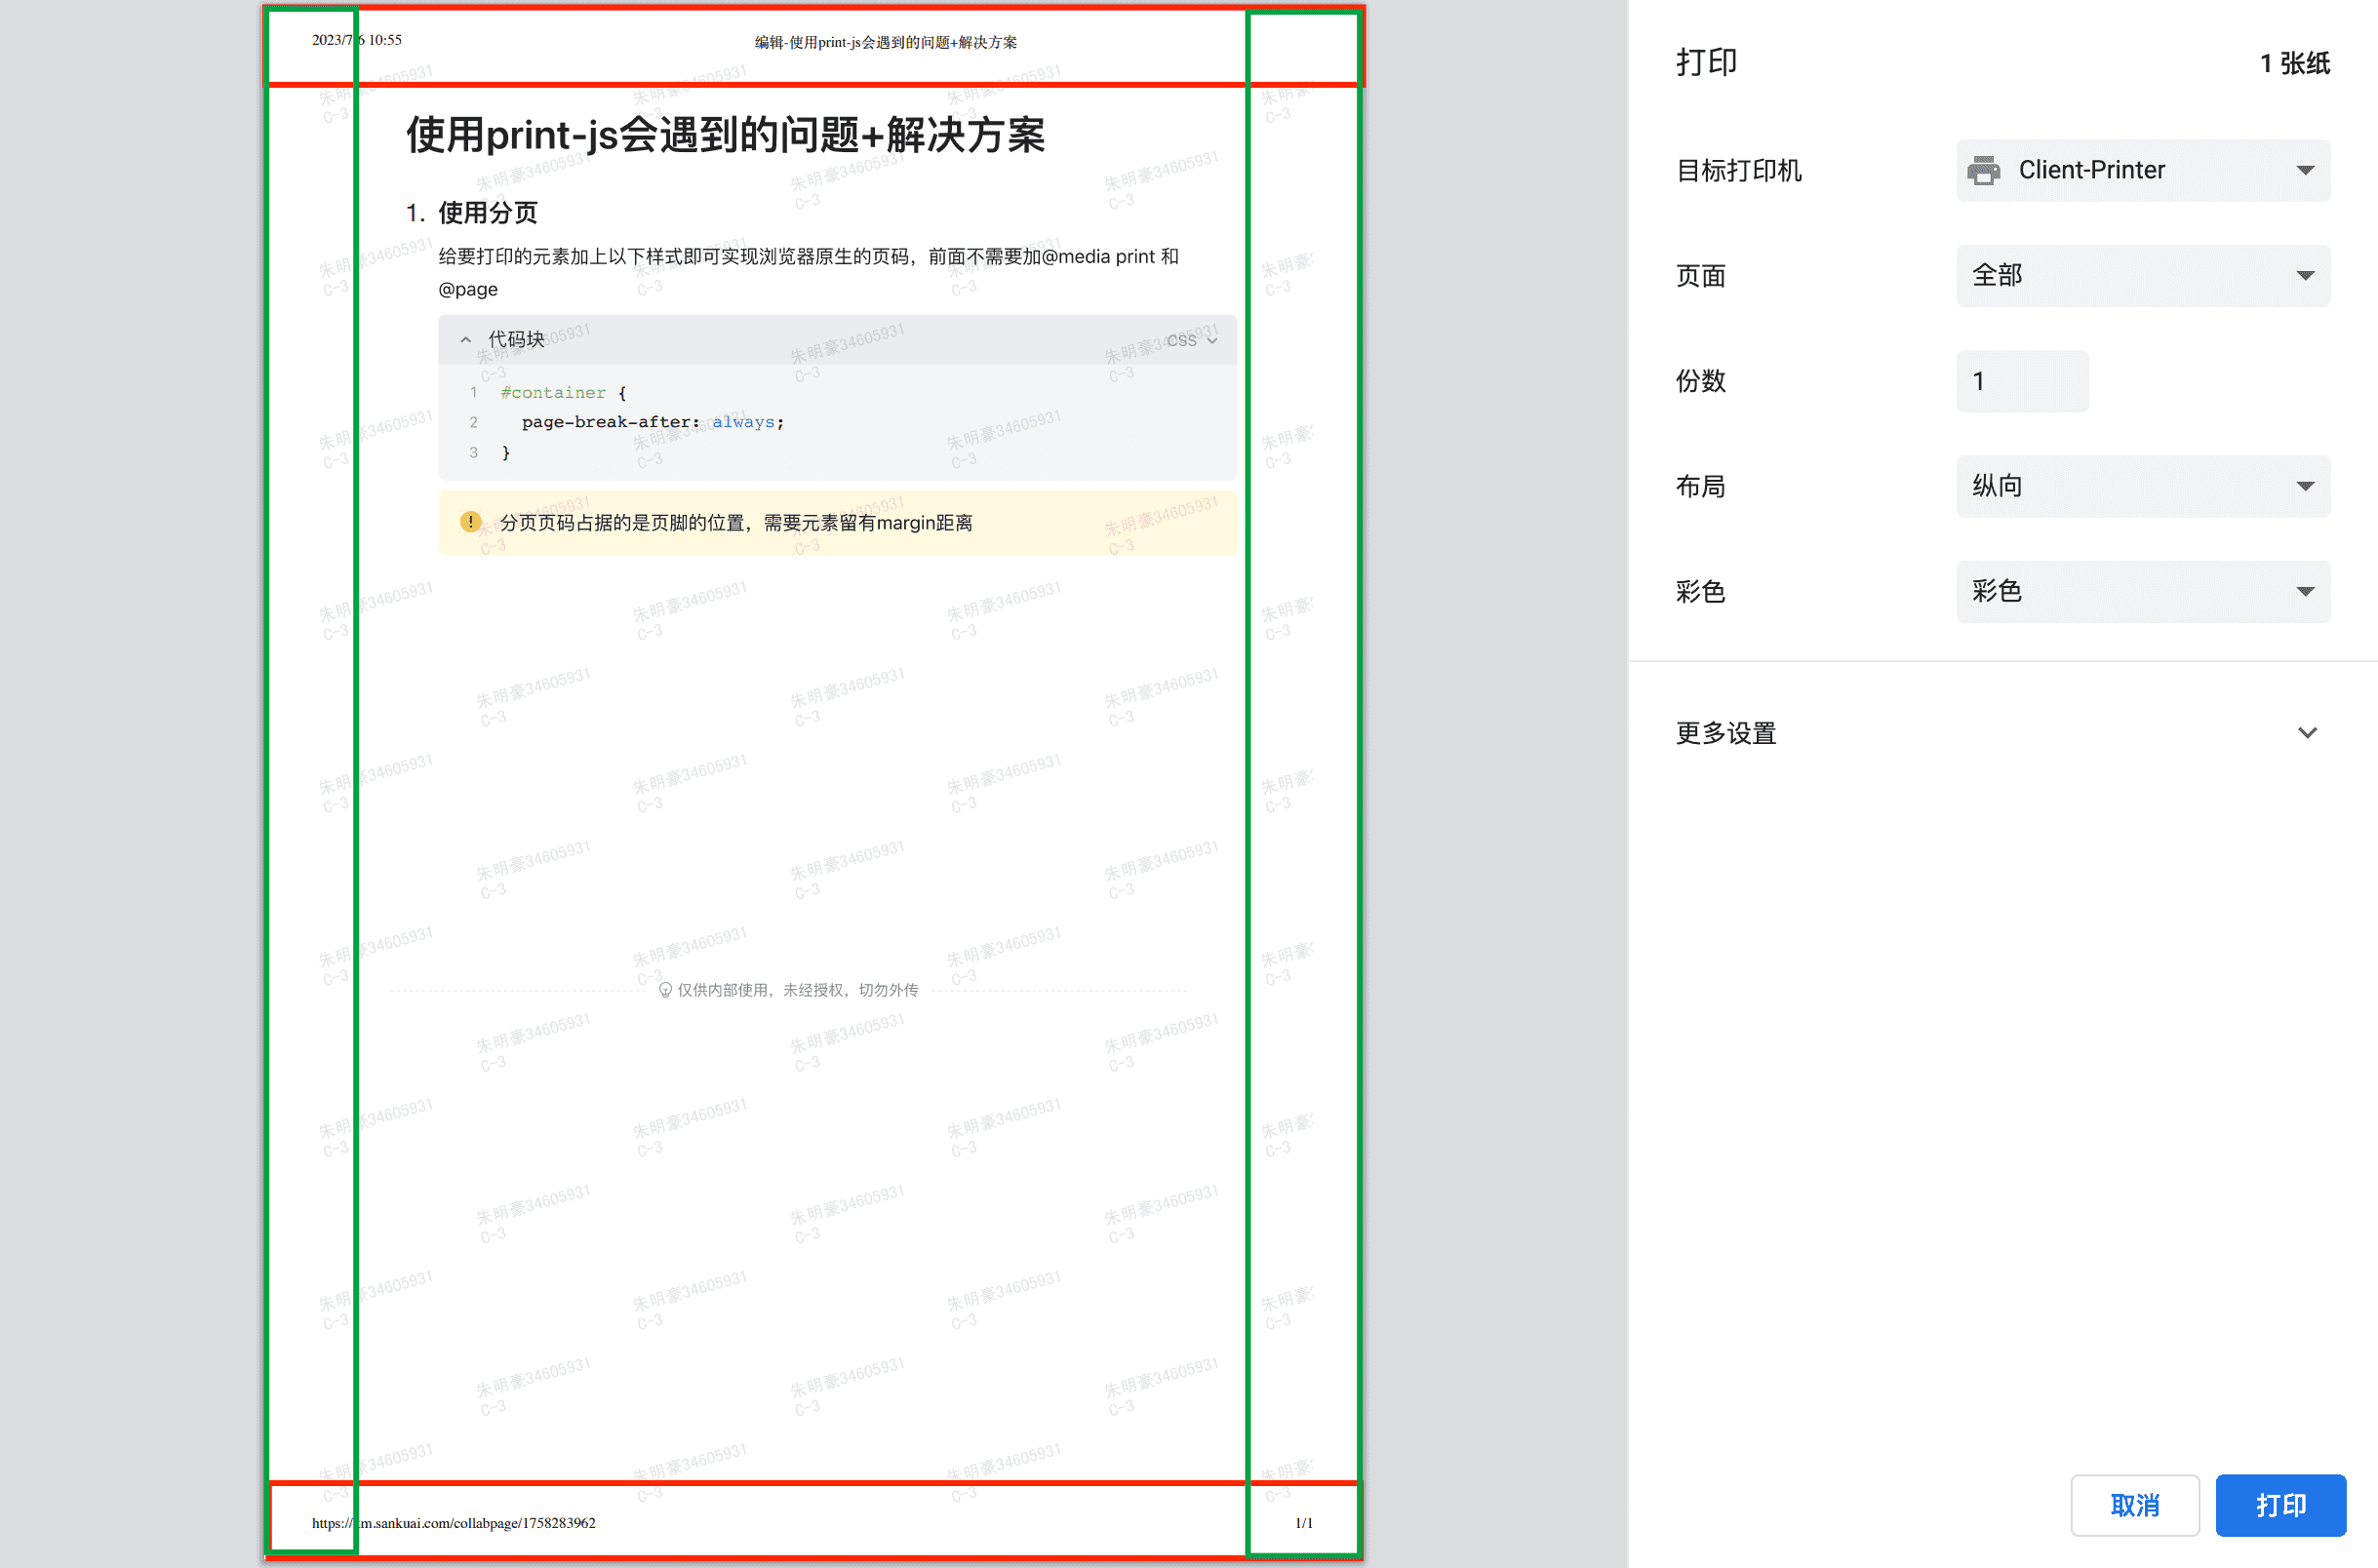 2023/7/6 10:55
编辑-使用print-js会遇到的问题+解决方案
使用print-js会遇到的问题+解决方案
1. 使用分页
给要打印的元素加上以下样式即可实现浏览器原生的页码，前面不需要加@media print 和
@page
代码块
CSS
1 #container {
2 page-break-after: always;
3 }
! 分页页码占据的是页脚的位置，需要元素留有margin距离
仅供内部使用，未经授权，切勿外传
朱明豪34605931
C-3
https://km.sankuai.com/collabpage/1758283962
1/1
打印
1 张纸
目标打印机
Client-Printer
页面
全部
份数
1
布局
纵向
彩色
彩色
更多设置
取消
打印